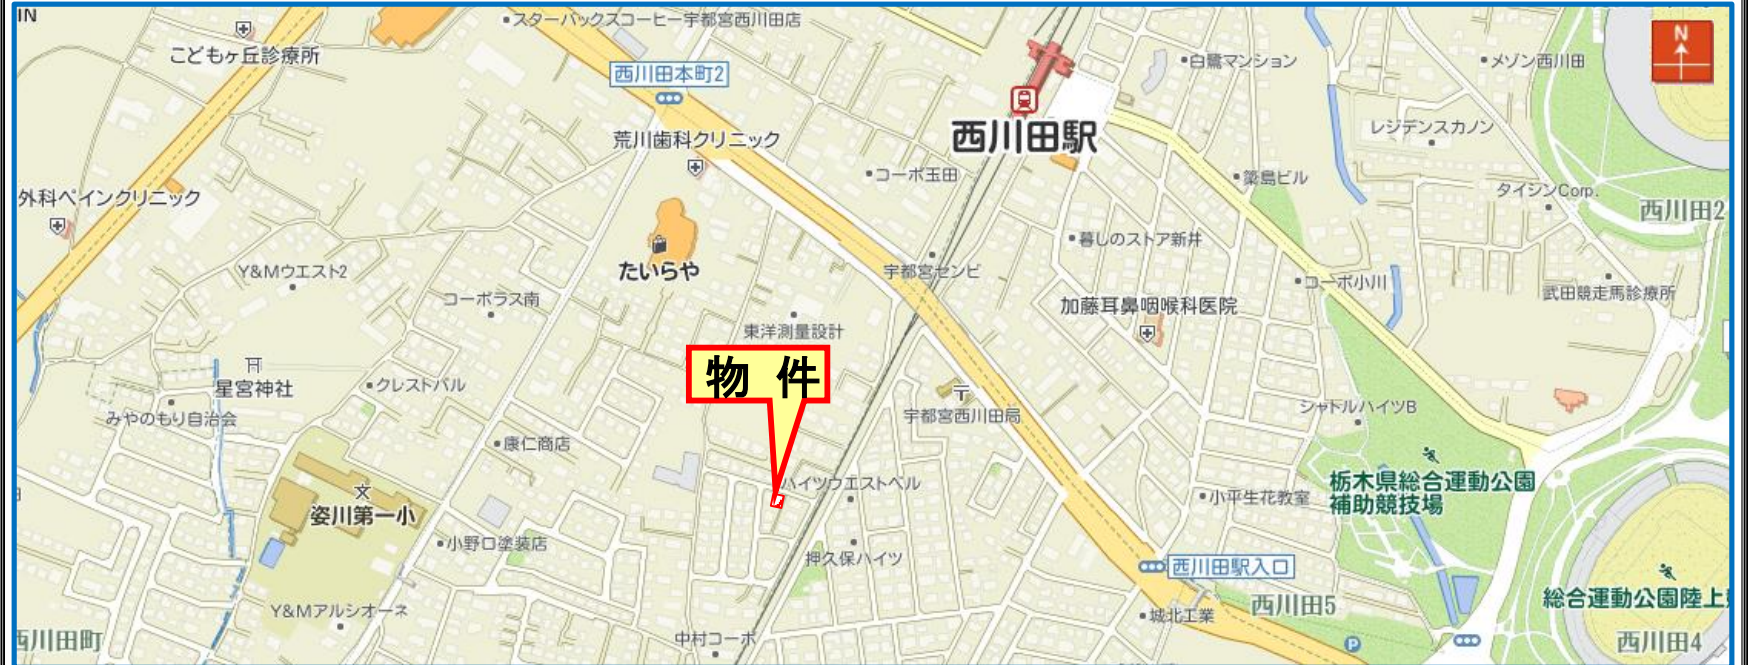 IN
スターバックスコーヒー宇都宮西川田店
こどもヶ丘診療所
N
西川田本町2
白鷺マンション
メゾン西川田
荒川歯科クリニック
西川田駅
レジデンスカノン
コーポ玉田
簗島ビル
タイシンCorp.
外科ペインクリニック
西川田2
暮しのストア新井
たいらや
Y&Mウエスト2
宇都宮センビ
コーポ小川
武田競走馬診療所
コーポラス南
加藤耳鼻咽喉科医院
東洋測量設計
物 件
星宮神社
クレストパル
みやのもり自治会
宇都宮西川田局
シャドルハイツB
康仁商店
ハイツウエストベル
栃木県総合運動公園
補助競技場
小平生花教室
文
姿川第一小
小野口塗装店
押久保ハイツ
西川田駅入口
総合運動公園陸上
西川田5
Y&Mアルシオーネ
城北工業
西川田町
中村コーポ
P
西川田4